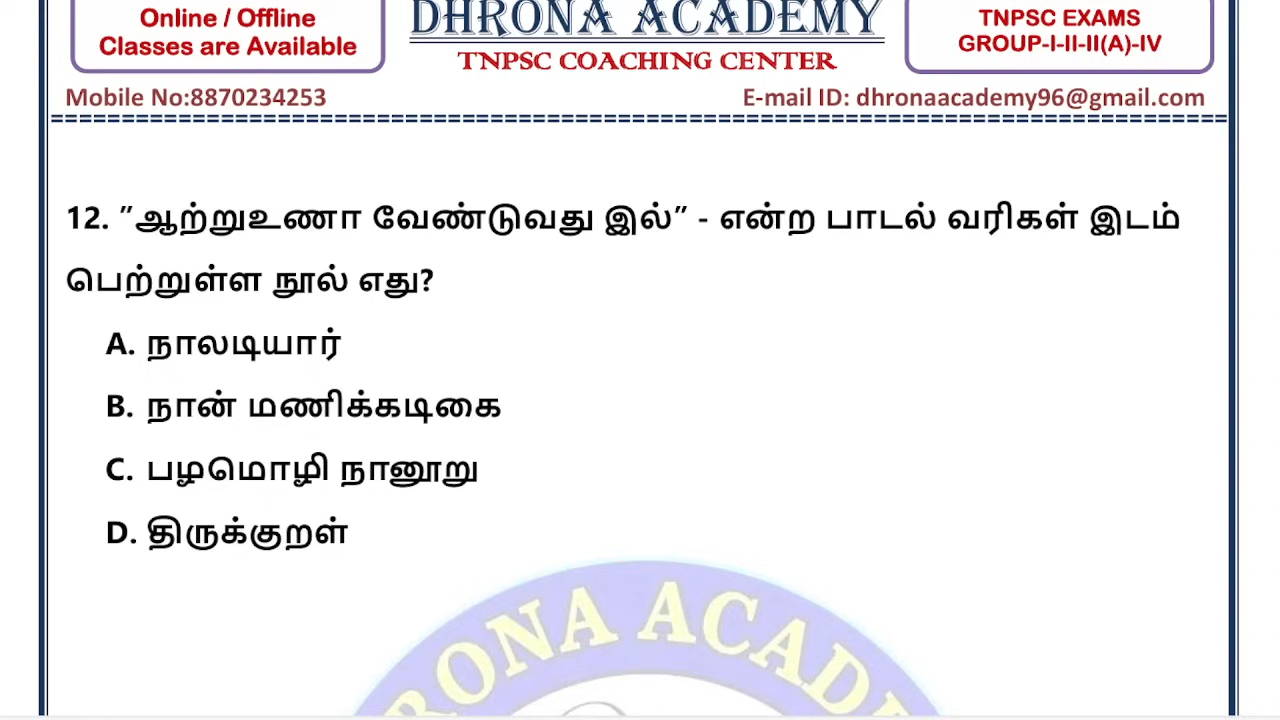 Online / Offline
Classes are Available
DHRONA ACADEMY
TNPSC COACHING CENTER
TNPSC EXAMS
GROUP-I-II-II(A)-IV
Mobile No:8870234253
E-mail ID: dhronaacademy96@gmail.com
12. ”ஆற்றுஉணா வேண்டுவது இல்” - என்ற பாடல் வரிகள் இடம்
பெற்றுள்ள நூல் எது?
A. நாலடியார்
B. நான் மணிக்கடிகை
C. பழமொழி நானூறு
D. திருக்குறள்